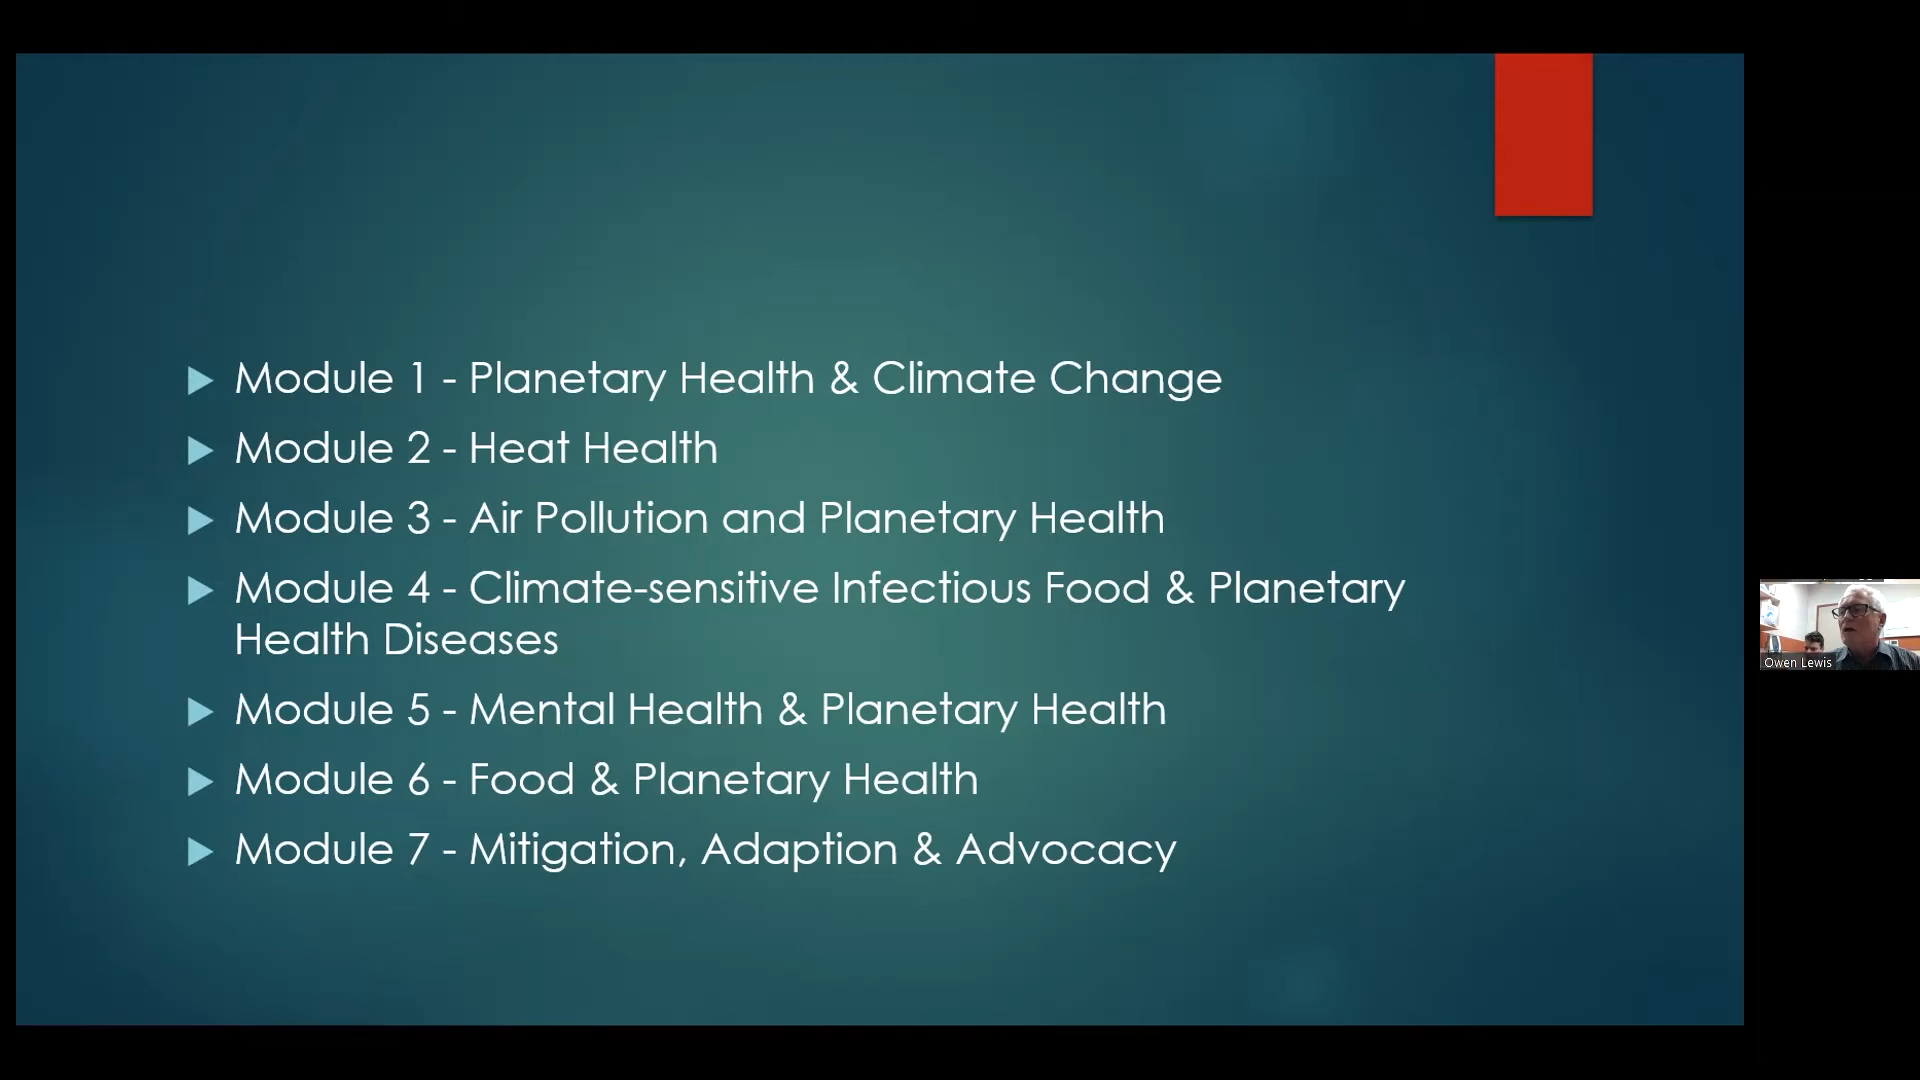 Module 1 - Planetary Health & Climate Change
Module 2 - Heat Health
Module 3 - Air Pollution and Planetary Health
Module 4 - Climate-sensitive Infectious Food & Planetary
Health Diseases
Module 5 - Mental Health & Planetary Health
Module 6 - Food & Planetary Health
Module 7 - Mitigation, Adaption & Advocacy
Owen Lewis